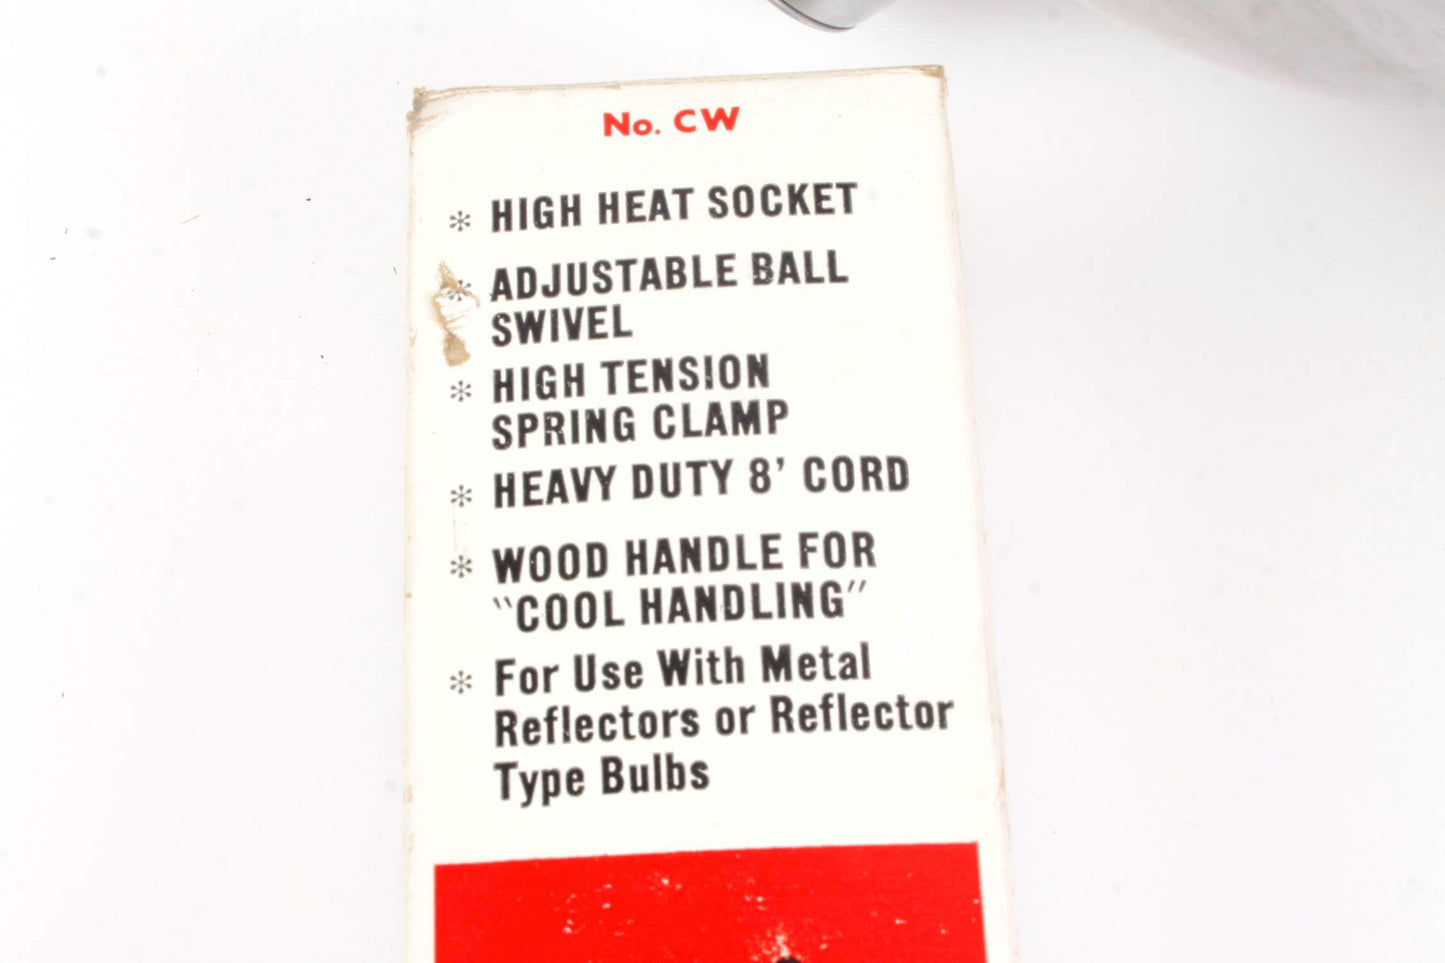 No. CW
* HIGH HEAT SOCKET
* ADJUSTABLE BALL
SWIVEL
* HIGH TENSION
SPRING CLAMP
* HEAVY DUTY 8' CORD
* WOOD HANDLE FOR
"COOL HANDLING"
* For Use With Metal
Reflectors or Reflector
Type Bulbs